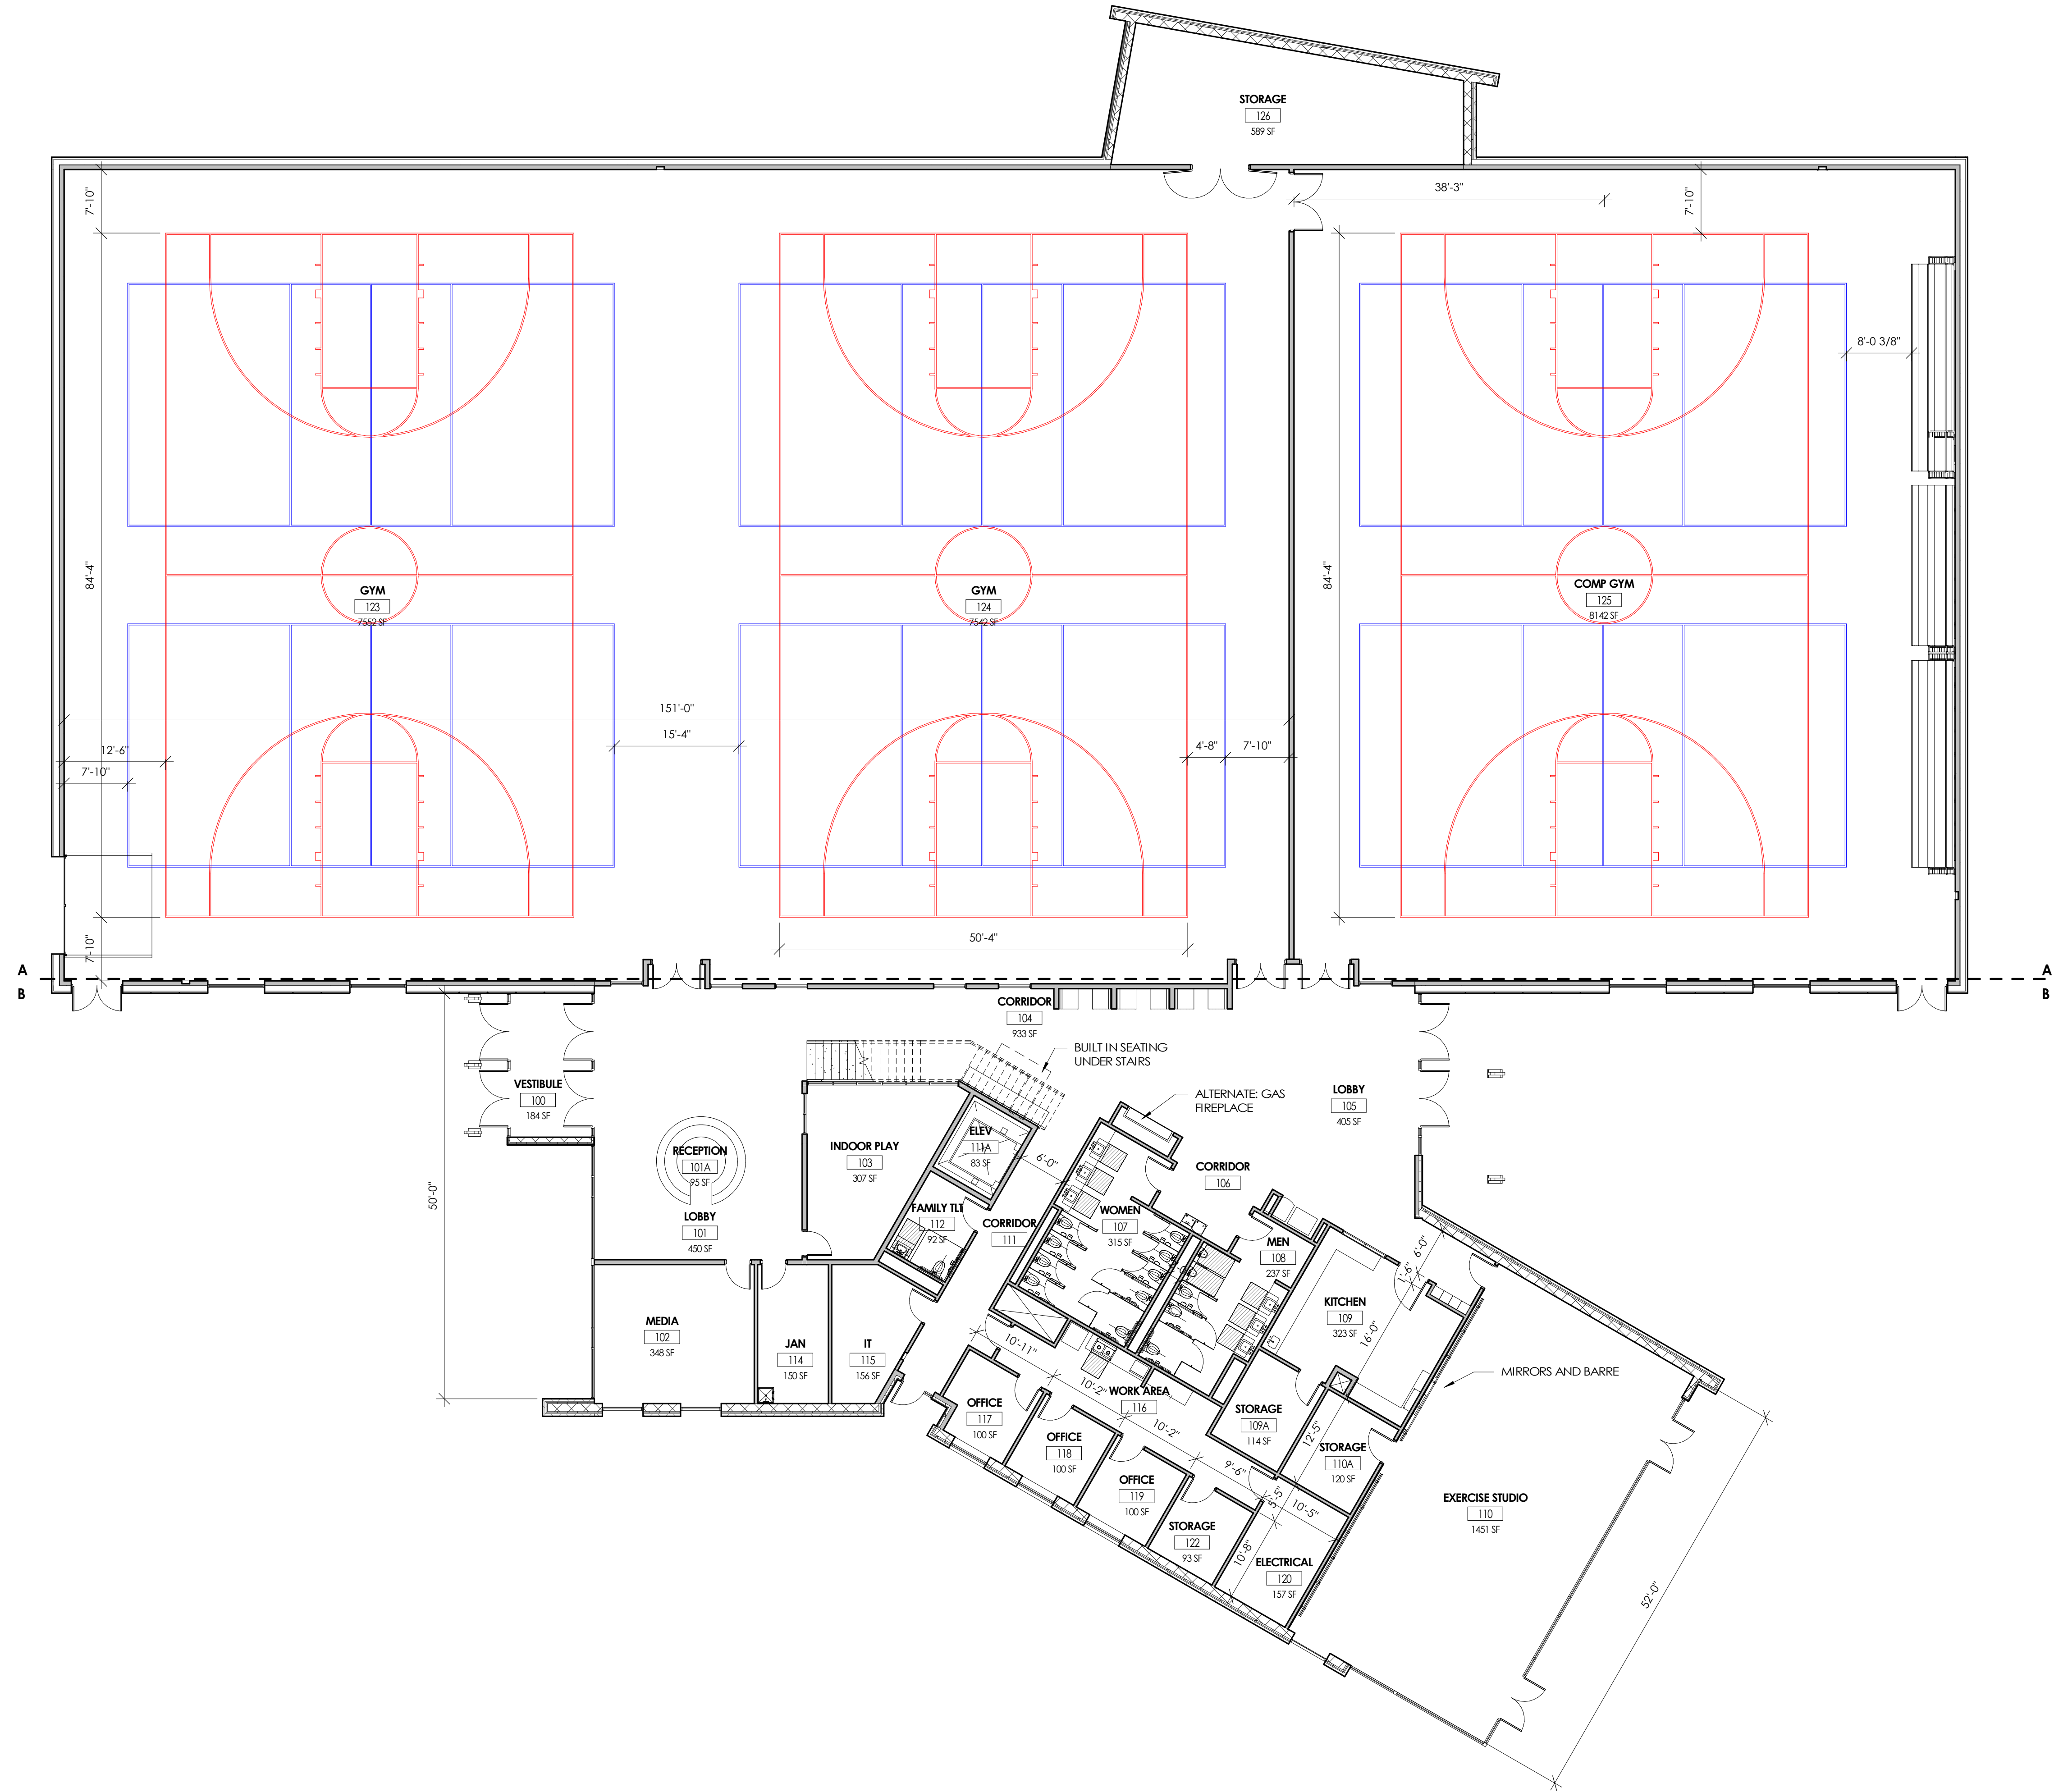 STORAGE
126
589 SF
7'-10"
38'-3"
7'-10"
8'-0 3/8"
84'-4"
84'-4"
GYM
123
7552 SF
GYM
124
7542 SF
COMP GYM
125
8142 SF
151'-0"
15'-4"
12'-6"
7'-10"
4'-8"
7'-10"
50'-4"
7'-10"
A
B
A
B
CORRIDOR
104
933 SF
BUILT IN SEATING
UNDER STAIRS
ALTERNATE: GAS
FIREPLACE
VESTIBULE
100
184 SF
LOBBY
105
405 SF
RECEPTION
101A
95 SF
INDOOR PLAY
103
307 SF
ELEV
111A
83 SF
6'-0"
CORRIDOR
106
50'-0"
LOBBY
101
450 SF
FAMILY TLT
112
92 SF
CORRIDOR
111
WOMEN
107
315 SF
MEN
108
237 SF
6'-0"
1'-6"
KITCHEN
109
323 SF
16'-0"
MEDIA
102
348 SF
JAN
114
150 SF
IT
115
156 SF
10'-11"
10'-2"
WORK AREA
116
10'-2"
MIRRORS AND BARRE
OFFICE
117
100 SF
OFFICE
118
100 SF
OFFICE
119
100 SF
STORAGE
109A
114 SF
12'-5"
STORAGE
110A
120 SF
9'-6"
5'-5"
10'-5"
STORAGE
122
93 SF
10'-8"
ELECTRICAL
120
157 SF
EXERCISE STUDIO
110
1451 SF
52'-0"